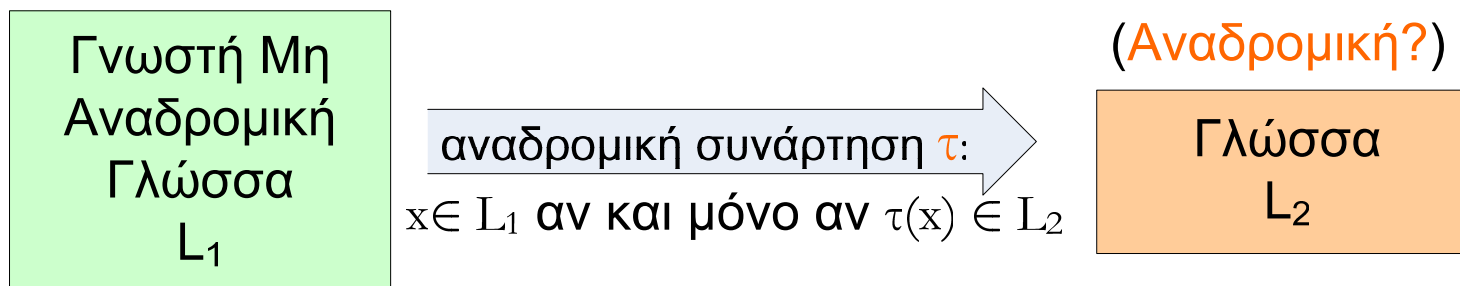 Γνωστή Μη
Αναδρομική
Γλώσσα
L₁
αναδρομική συνάρτηση τ:
x∈ L₁ αν και μόνο αν τ(x) ∈ L₂
(Αναδρομική?)
Γλώσσα
L₂